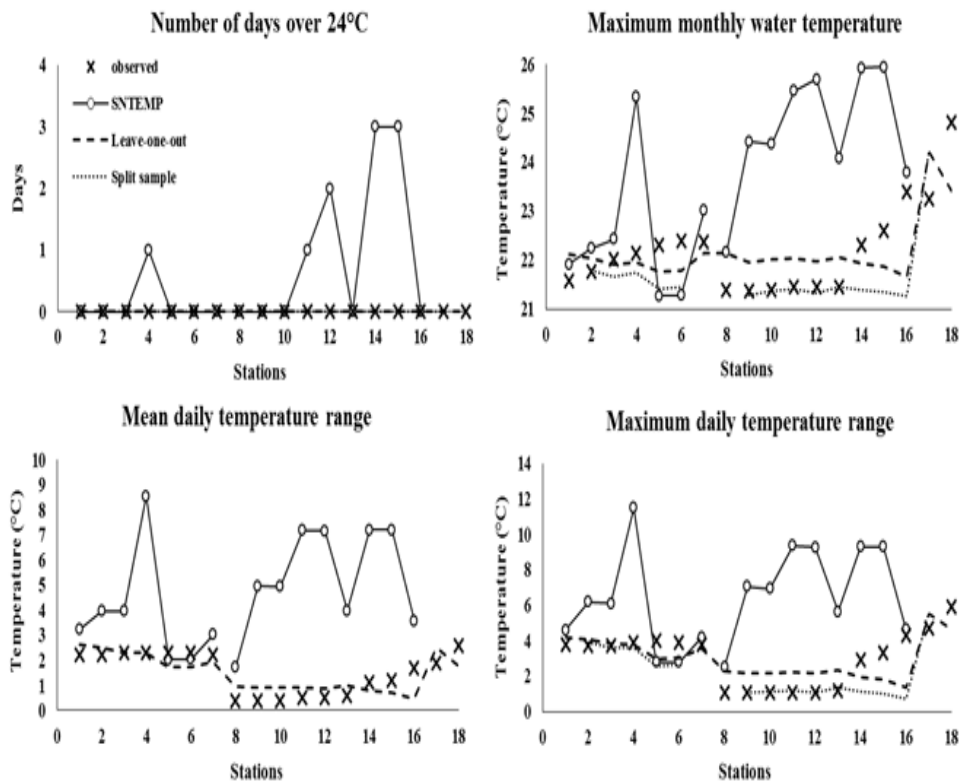 Number of days over 24°C
4
3
2
1
0
Days
observed
SNTEMP
Leave-one-out
Split sample
0 2 4 6 8 10 12 14 16 18
Stations
Maximum monthly water temperature
26
25
24
23
22
21
Temperature (°C)
0 2 4 6 8 10 12 14 16 18
Stations
Mean daily temperature range
10
9
8
7
6
5
4
3
2
1
0
Temperature (°C)
0 2 4 6 8 10 12 14 16 18
Stations
Maximum daily temperature range
14
12
10
8
6
4
2
0
Temperature (°C)
0 2 4 6 8 10 12 14 16 18
Stations